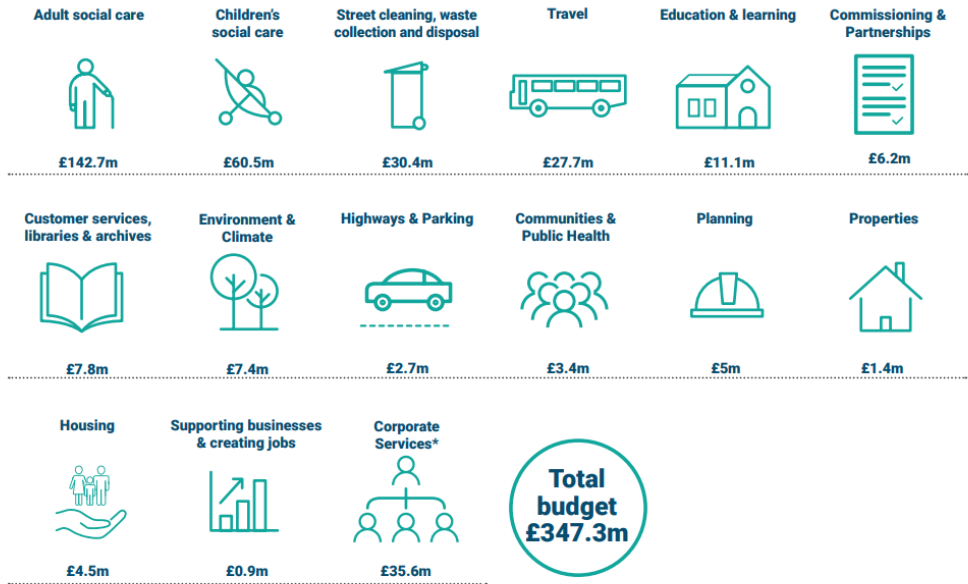 Adult social care
Children's
social care
Street cleaning, waste
collection and disposal
Travel
Education & learning
Commissioning &
Partnerships
£142.7m
£60.5m
£30.4m
£27.7m
£11.1m
£6.2m
Customer services,
libraries & archives
Environment &
Climate
Highways & Parking
Communities &
Public Health
Planning
Properties
£7.8m
£7.4m
£2.7m
£3.4m
£5m
£1.4m
Housing
Supporting businesses
& creating jobs
Corporate
Services*
Total
budget
£347.3m
£4.5m
£0.9m
£35.6m